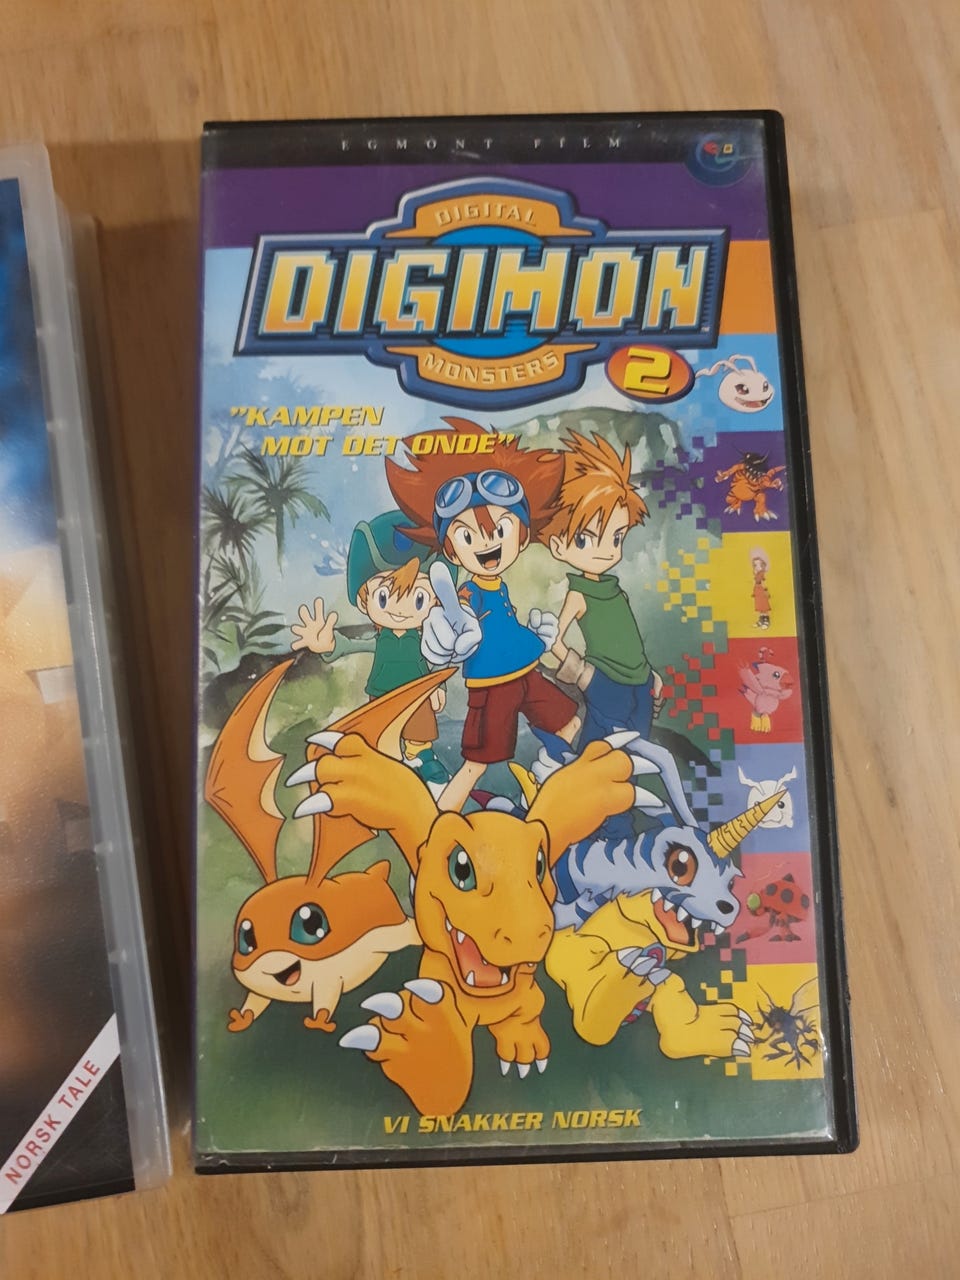 EGMONT FILM
DIGITAL
DIGIMON
MONSTERS
2
"KAMPEN
MOT DET ONDE"
VI SNAKKER NORSK
NORSK TALE